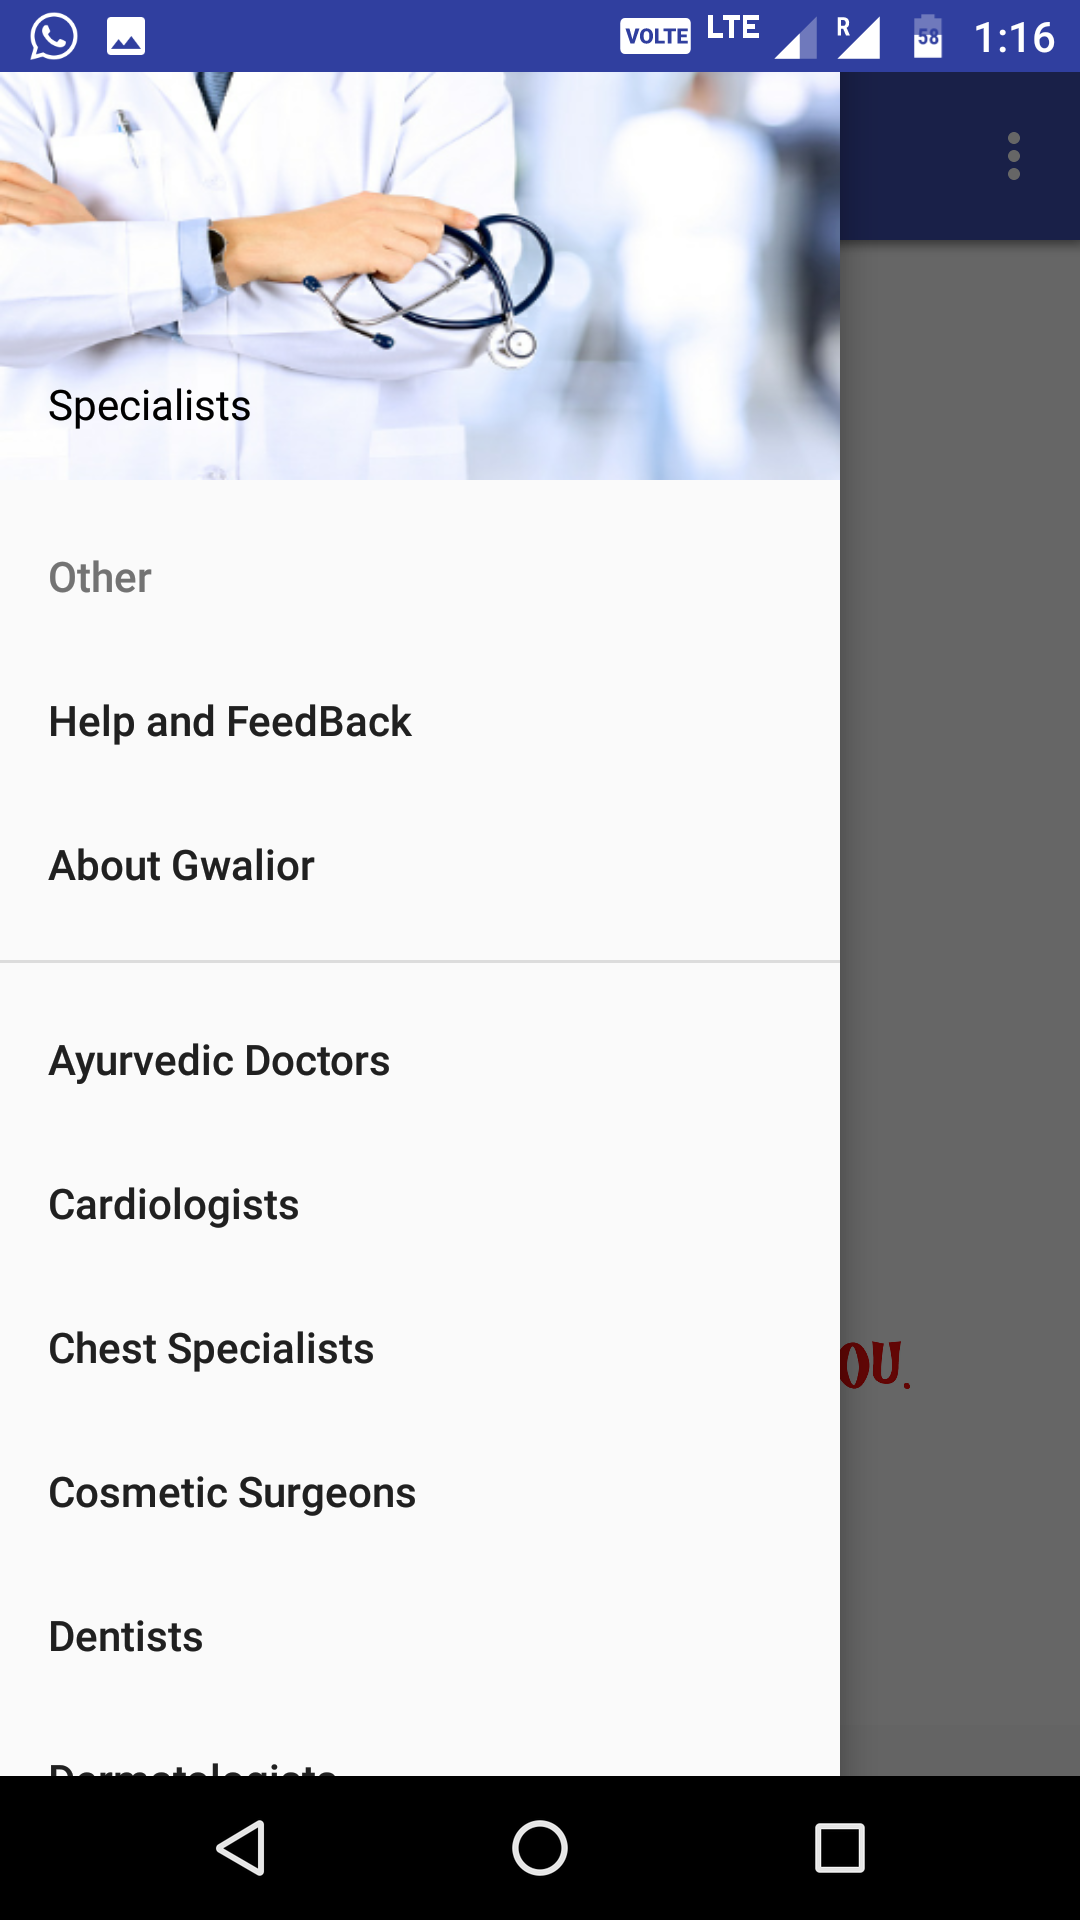 VOLTE LTE R 58 1:16
Specialists
Other
Help and FeedBack
About Gwalior
Ayurvedic Doctors
Cardiologists
Chest Specialists
OU.
Cosmetic Surgeons
Dentists
Dermatologists